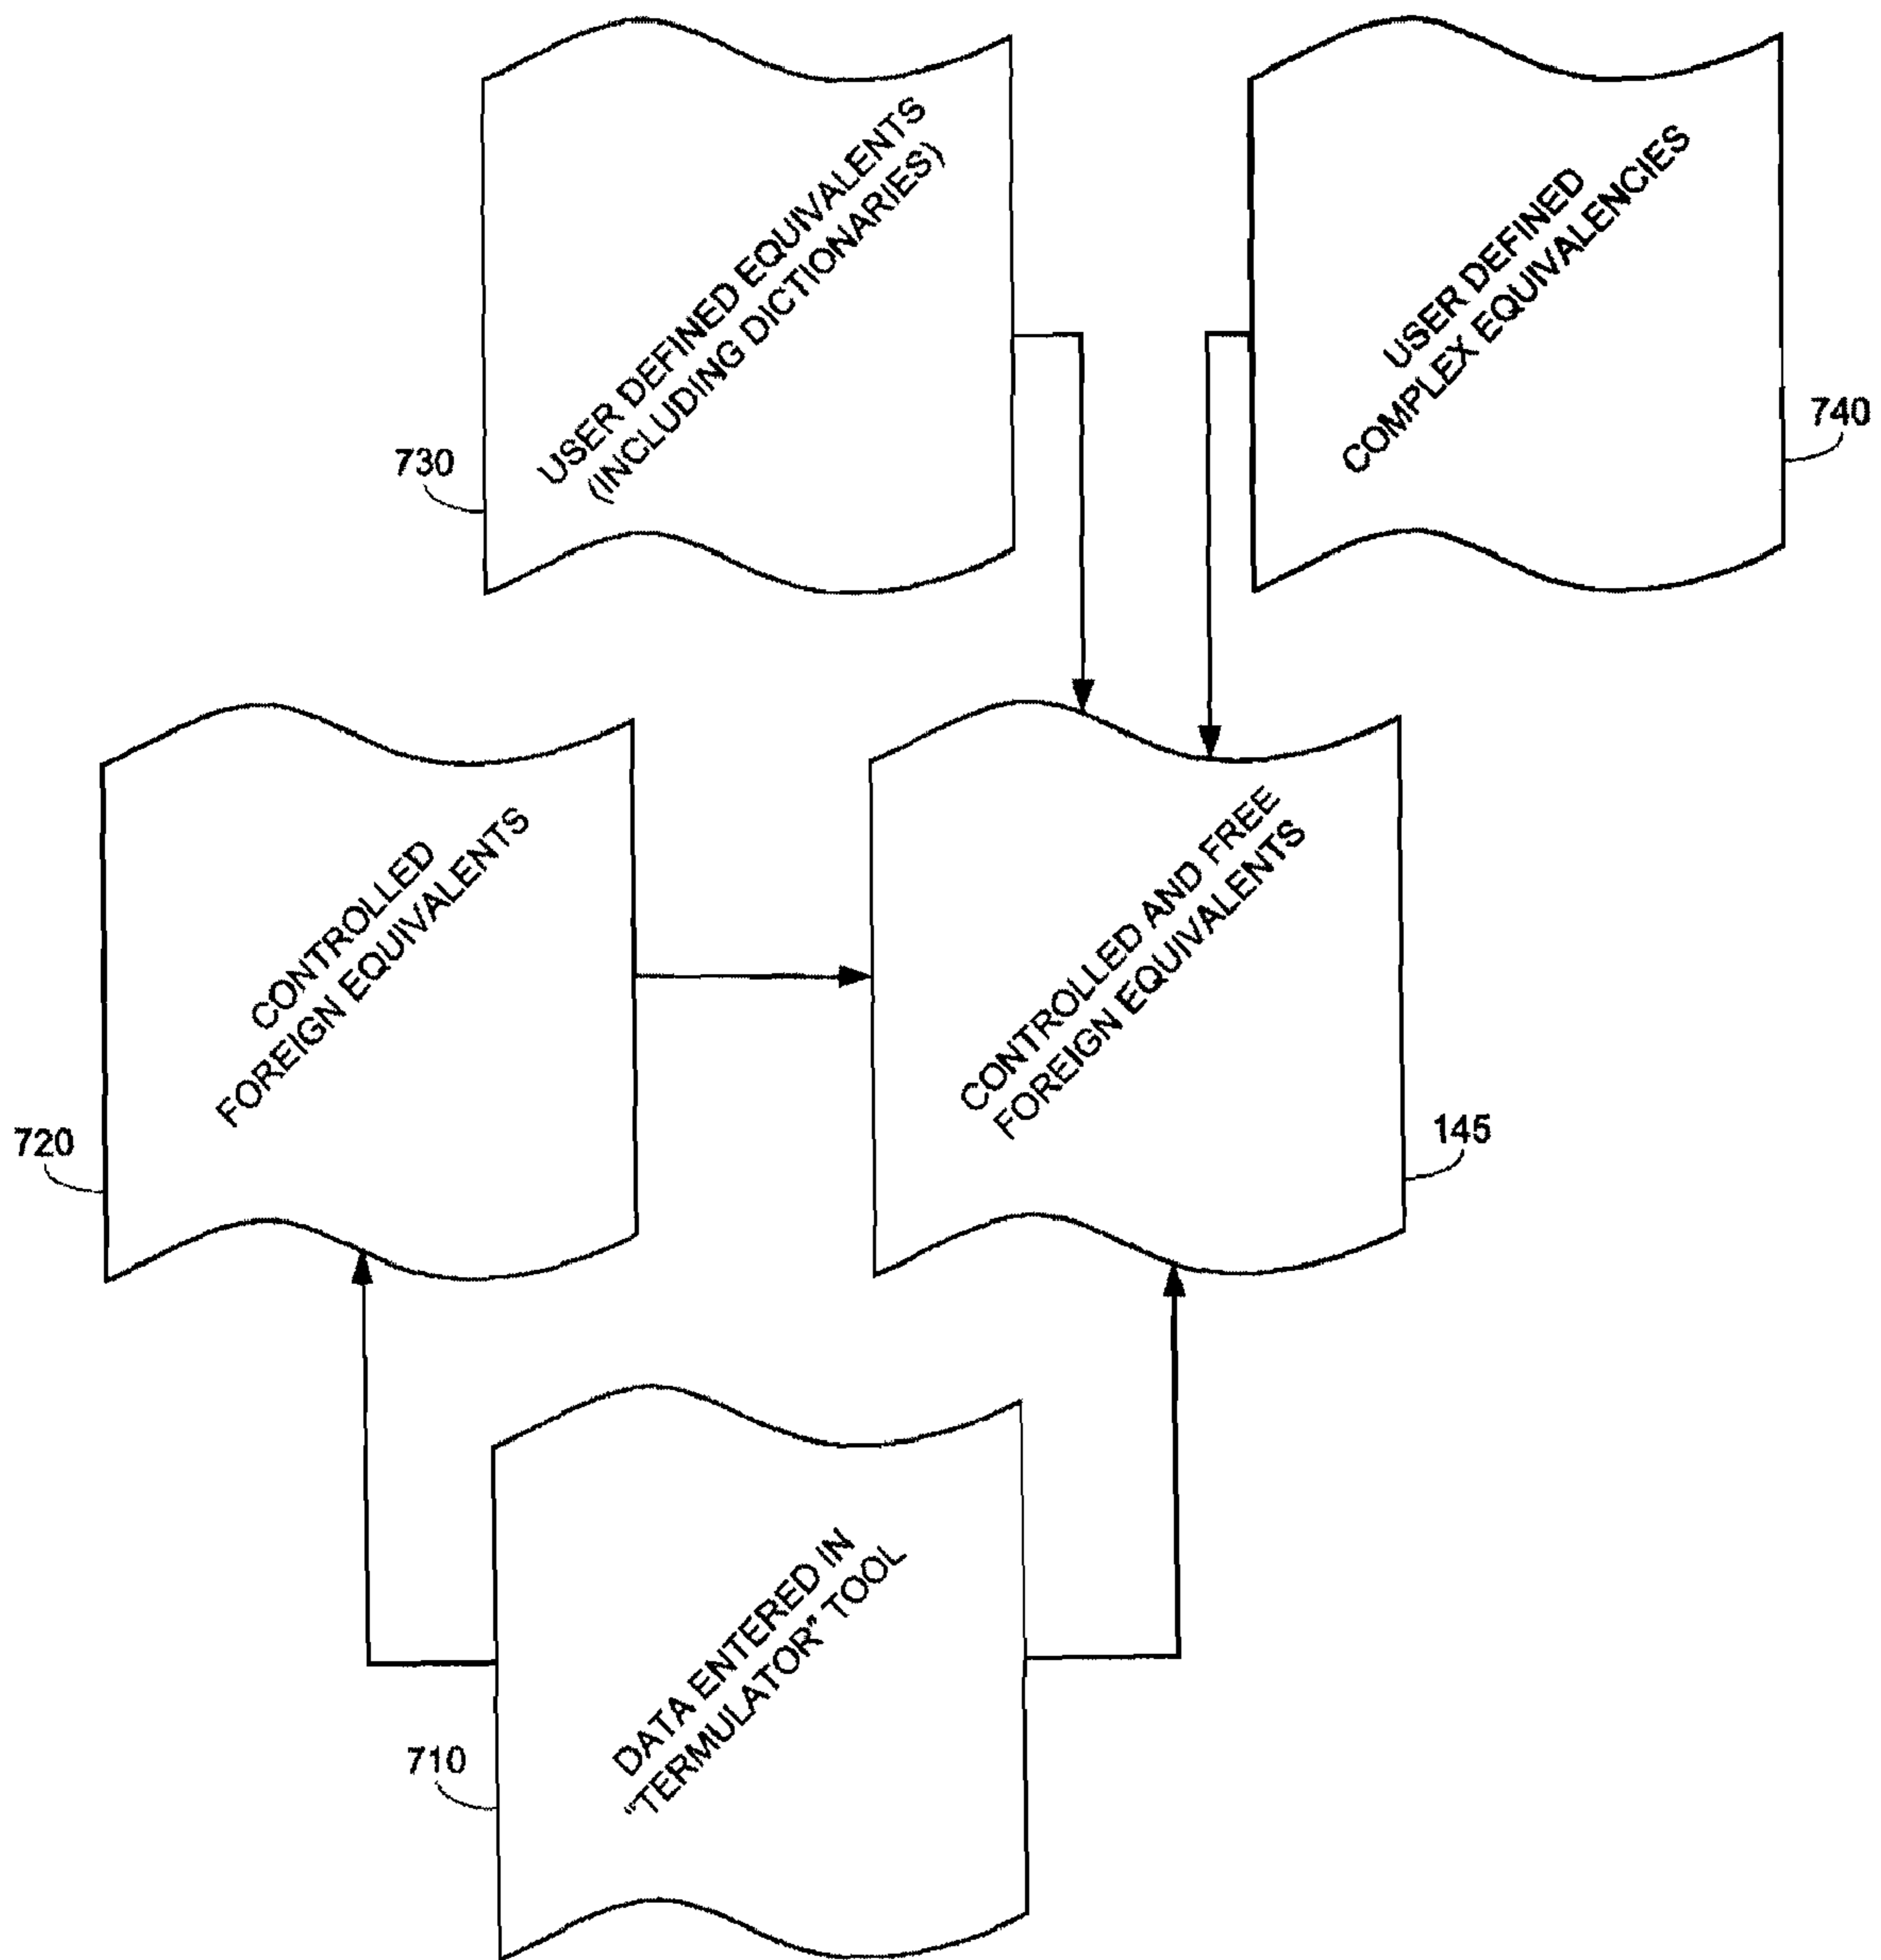 USER DEFINED EQUIVALENTS
(INCLUDING DICTIONARIES)
730
USER DEFINED
COMPLEX EQUIVALENCIES
740
CONTROLLED
FOREIGN EQUIVALENTS
720
CONTROLLED AND FREE
FOREIGN EQUIVALENTS
145
DATA ENTERED IN
"TERMULATOR" TOOL
710